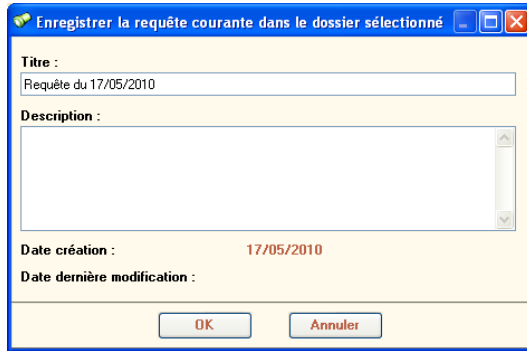 Enregistrer la requête courante dans le dossier sélectionné
Titre :
Requête du 17/05/2010
Description :
Date création : 17/05/2010
Date dernière modification :
OK Annuler